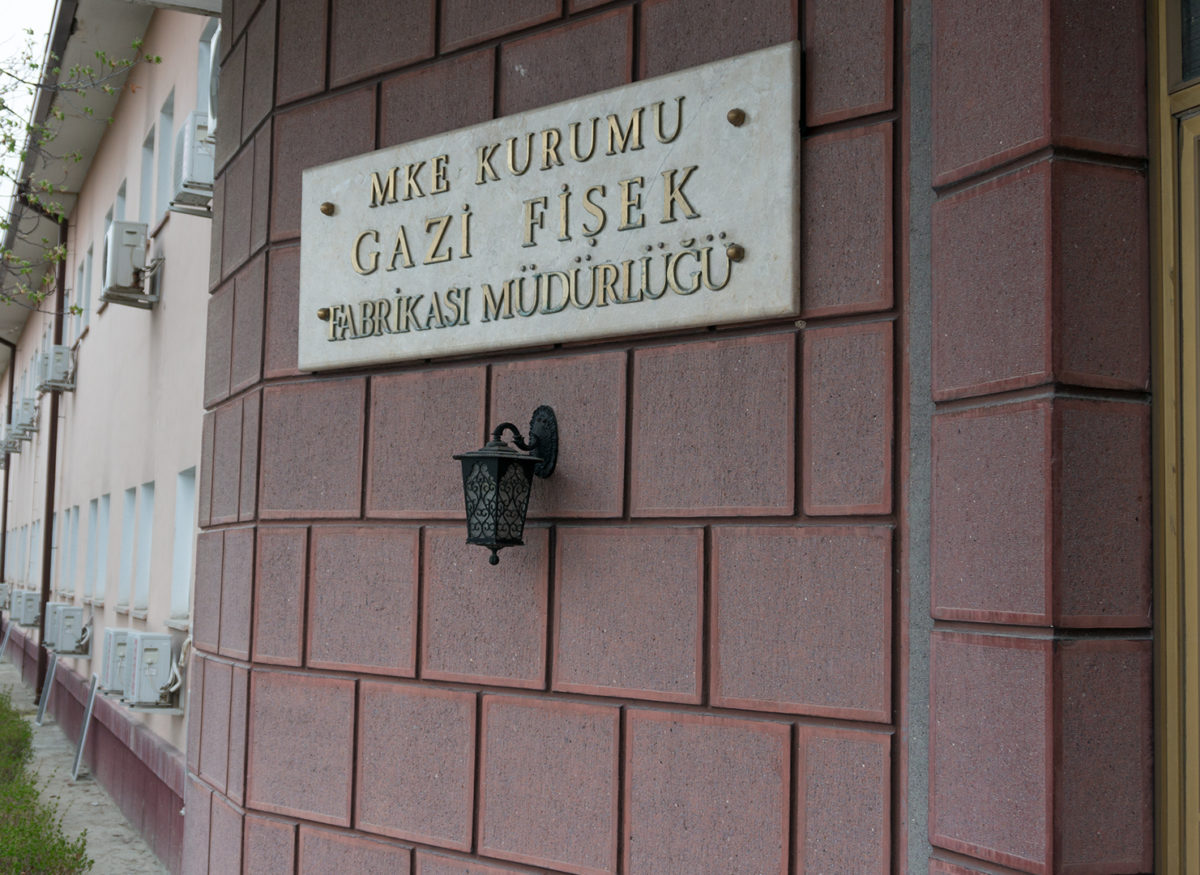 MKE KURUMU
GAZİ FİŞEK
FABRİKASI MÜDÜRLÜĞÜ